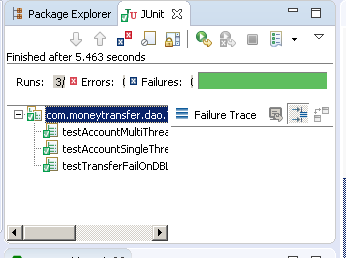 Package Explorer JUnit
Finished after 5.463 seconds
Runs: 3/ Errors: ( Failures: (
com.moneytransfer.dao.
Failure Trace
testAccountMultiThrea
testAccountSingleThre
testTransferFailOnDBL